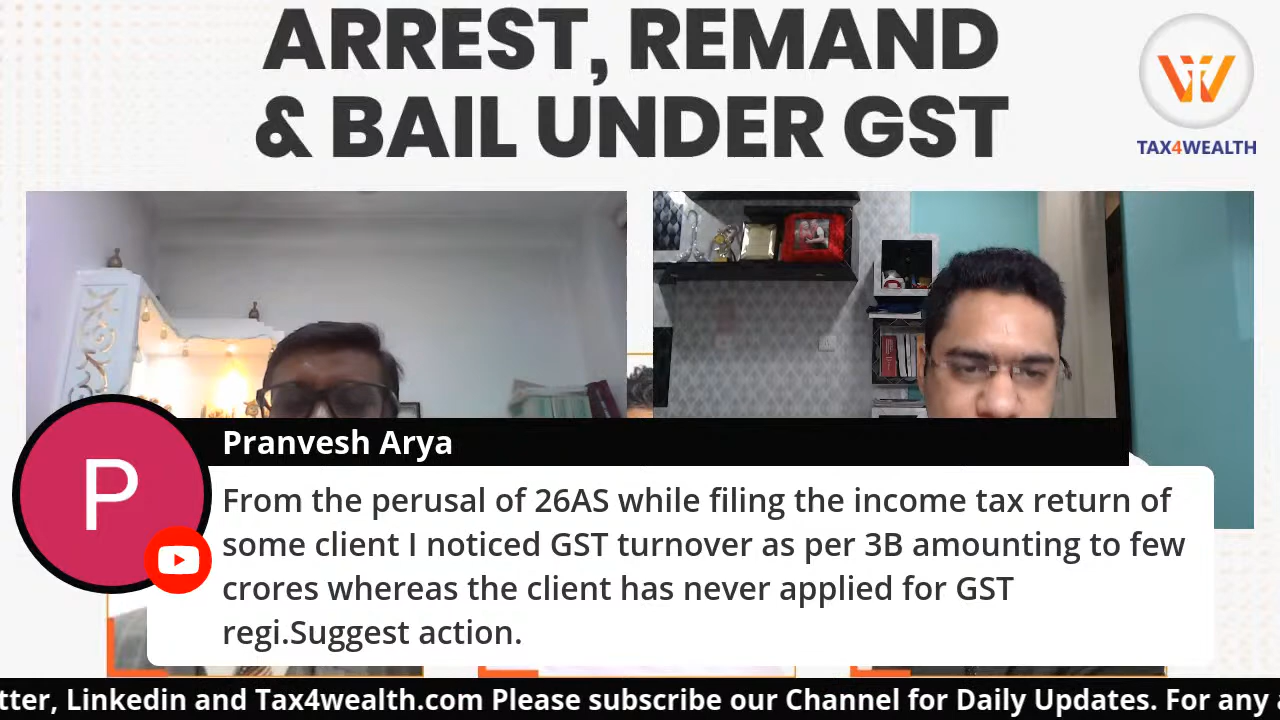 ARREST, REMAND
& BAIL UNDER GST
TAX4WEALTH
Pranvesh Arya
P
From the perusal of 26AS while filing the income tax return of
some client I noticed GST turnover as per 3B amounting to few
crores whereas the client has never applied for GST
regi.Suggest action.
tter, Linkedin and Tax4wealth.com Please subscribe our Channel for Daily Updates. For any a